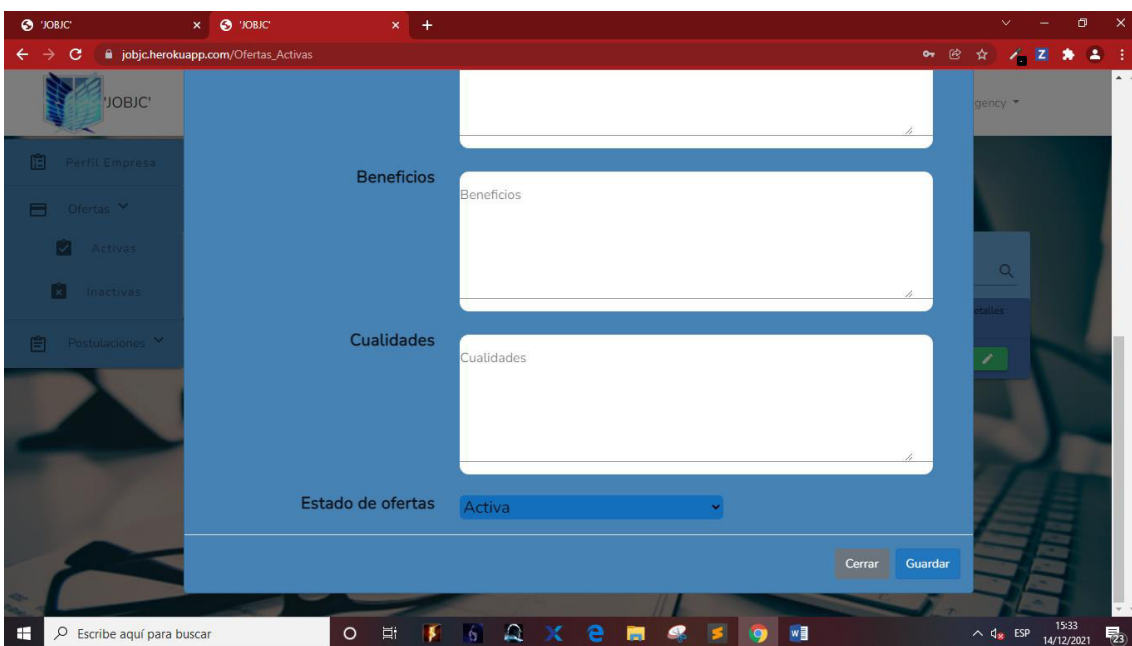 'JOBJC'
'JOBJC'
jobjc.herokuapp.com/Ofertas_Activas
'JOBJC'
gency
Perfil Empresa
Ofertas
Activas
Inactivas
Postulaciones
Beneficios
Beneficios
Cualidades
Cualidades
Estado de ofertas
Activa
etalles
Cerrar
Guardar
Escribe aquí para buscar
ESP
15:33
14/12/2021
23